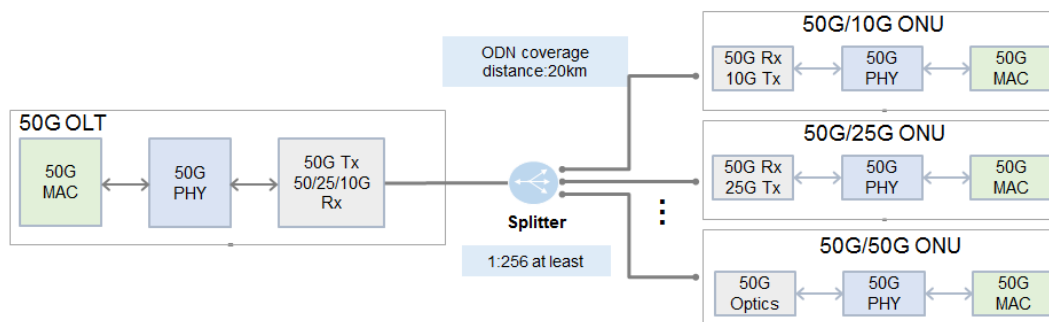 50G OLT
50G
MAC
50G
PHY
50G Tx
50/25/10G
Rx
ODN coverage
distance:20km
Splitter
1:256 at least
50G/10G ONU
50G Rx
10G Tx
50G
PHY
50G
MAC
50G/25G ONU
50G Rx
25G Tx
50G
PHY
50G
MAC
50G/50G ONU
50G
Optics
50G
PHY
50G
MAC